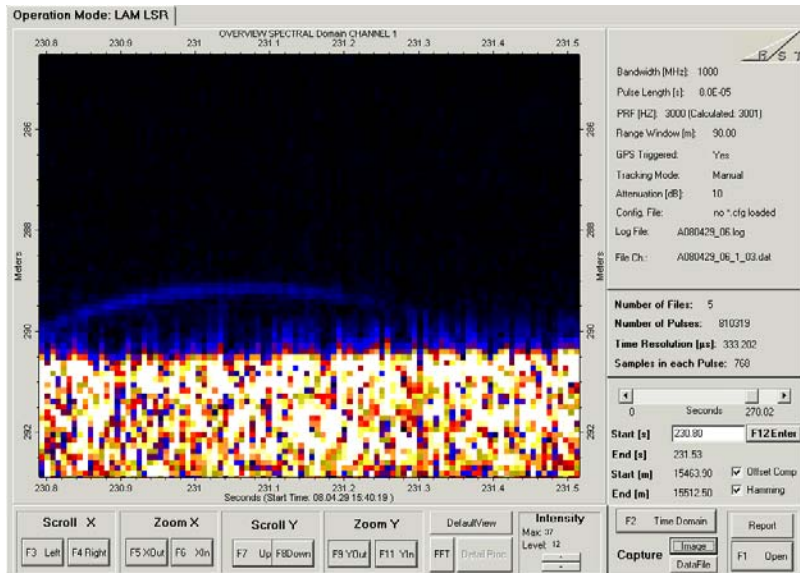 Operation Mode: LAM LSR
OVERVIEW SPECTRAL Domain CHANNEL 1
230.8 230.9 231 231.1 231.2 231.3 231.4 231.5
286 286
288 288
Meters Meters
290 290
292 292
230.8 230.9 231 231.1 231.2 231.3 231.4 231.5
Seconds (Start Time: 08.04.29 15:40:19 )
R S T
Bandwidth [MHz]: 1000
Pulse Length [s]: 8.0E-05
PRF [HZ]: 3000 (Calculated: 3001)
Range Window [m]: 90.00
GPS Triggered: Yes
Tracking Mode: Manual
Attenuation [dB]: 10
Config. File: no *.cfg loaded
Log File: A080429_06.log
File Ch.: A080429_06_1_03.dat
Number of Files: 5
Number of Pulses: 810319
Time Resolution [µs]: 333.202
Samples in each Pulse: 768
0 Seconds 270.02
Start [s] 230.80 F12 Enter
End [s] 231.53
Start [m] 15463.90 Offset Comp
End [m] 15512.50 Hamming
Scroll X
F3 Left F4 Right
Zoom X
F5 XOut F6 XIn
Scroll Y
F7 Up F8Down
Zoom Y
F9 YOut F11 YIn
DefaultView
FFT Detail Proc.
Intensity
Max: 37
Level: 12
F2 Time Domain
Capture Image
DataFile
Report
F1 Open